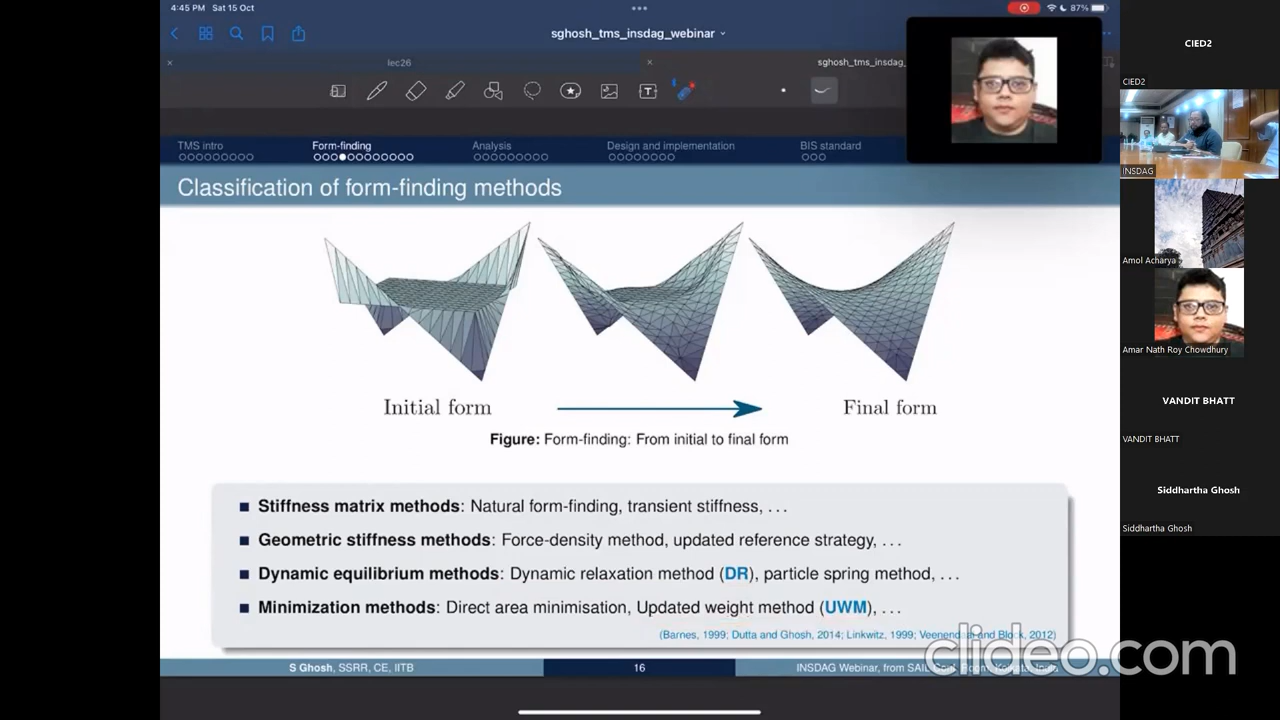 4:45 PM Sat 15 Oct
87%
sghosh_tms_insdag_webinar
lec26
sghosh_tms_insdag_
TMS intro
Form-finding
Analysis
Design and implementation
BIS standard
Classification of form-finding methods
Initial form
Final form
Figure: Form-finding: From initial to final form
Stiffness matrix methods: Natural form-finding, transient stiffness, ...
Geometric stiffness methods: Force-density method, updated reference strategy, ...
Dynamic equilibrium methods: Dynamic relaxation method (DR), particle spring method, ...
Minimization methods: Direct area minimisation, Updated weight method (UWM), ...
(Barnes, 1999; Dutta and Ghosh, 2014; Linkwitz, 1999; Veenendaal and Block, 2012)
S Ghosh, SSRR, CE, IITB
16
INSDAG Webinar, from SAIL
clideo.com
CIED2
CIED2
INSDAG
Amol Acharya
Amar Nath Roy Chowdhury
VANDIT BHATT
VANDIT BHATT
Siddhartha Ghosh
Siddhartha Ghosh